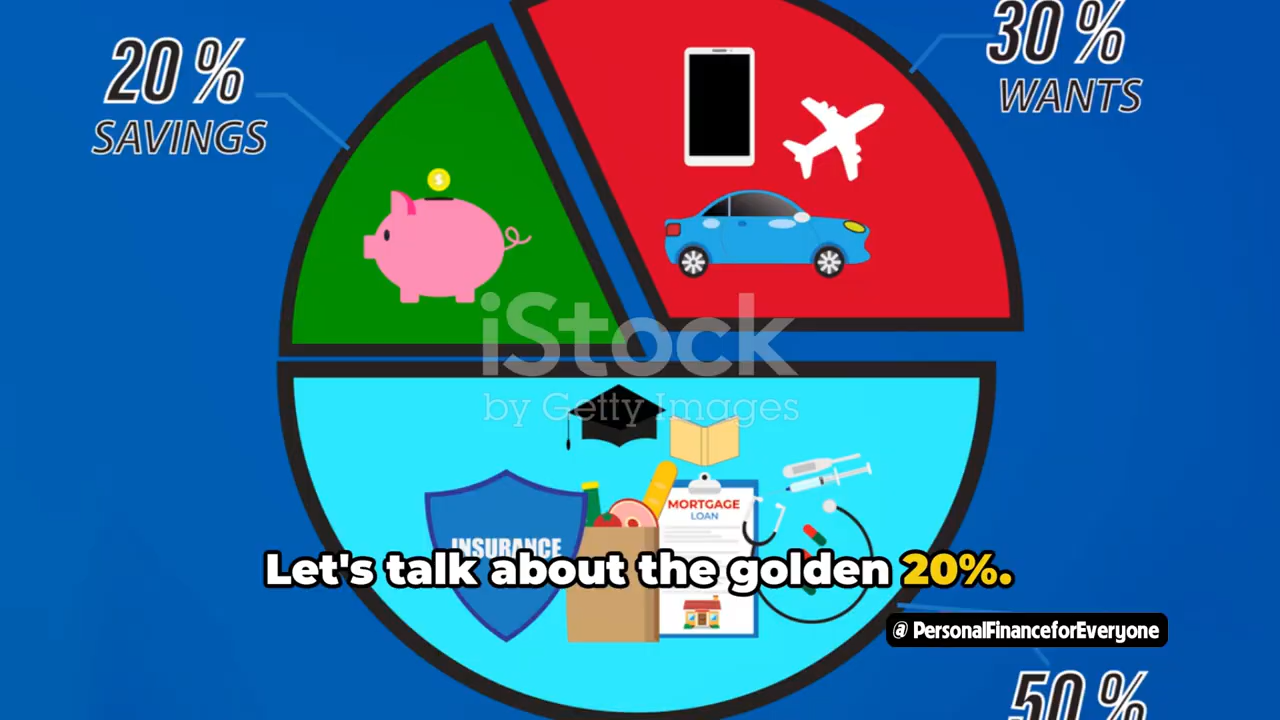 20%
SAVINGS
30%
WANTS
iStock
by Getty Images
MORTGAGE
LOAN
INSURANCE
Let's talk about the golden 20%.
@ PersonalFinanceforEveryone
50%